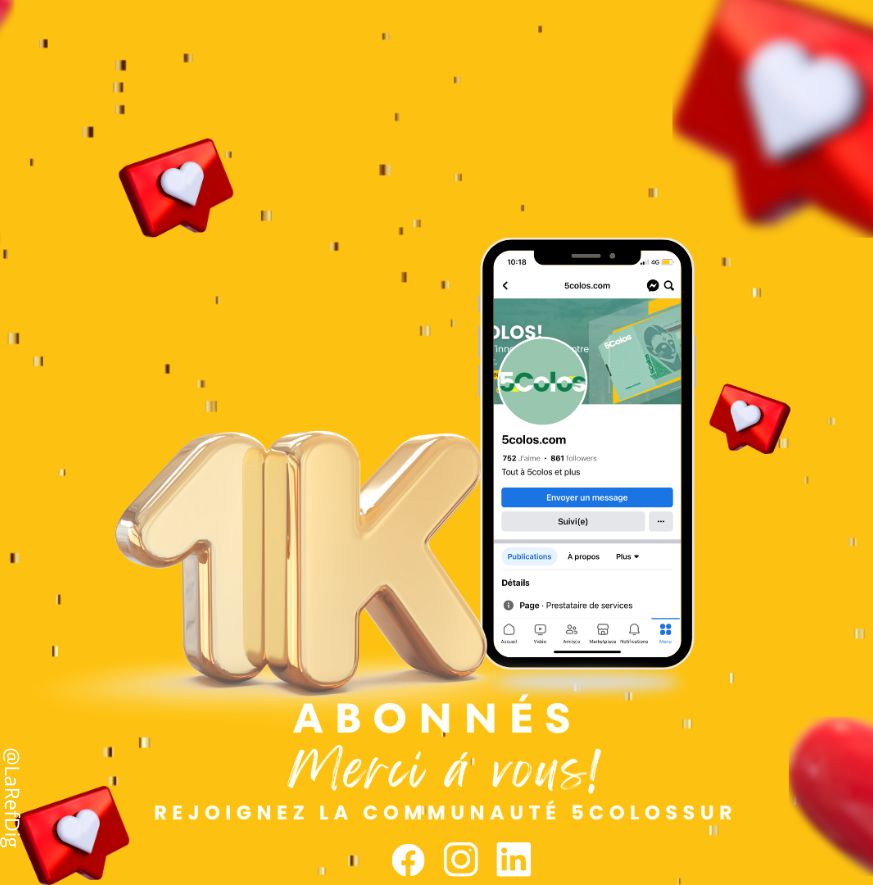 10:18
4G
5colos.com
OLOS!
5Colos
5Colos
5colos.com
752 J'aime • 861 followers
Tout à 5colos et plus
Envoyer un message
Suivi(e)
Publications À propos Plus
Détails
Page · Prestataire de services
Accueil Vidéo Ami(e)s Marketplace Notifications Menu
1K
ABONNÉS
Merci á vous!
REJOIGNEZ LA COMMUNAUTÉ 5COLOSSUR
@LaRefDig